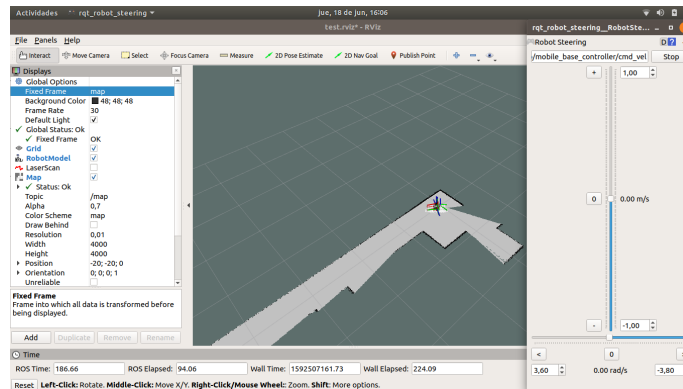 Actividades rqt_robot_steering
jue, 18 de jun, 16:06
test.rviz* - RViz
File Panels Help
Interact Move Camera Select Focus Camera Measure 2D Pose Estimate 2D Nav Goal Publish Point
Displays
Global Options
Fixed Frame map
Background Color 48; 48; 48
Frame Rate 30
Default Light
Global Status: Ok
Fixed Frame OK
Grid
RobotModel
LaserScan
Map
Status: Ok
Topic /map
Alpha 0,7
Color Scheme map
Draw Behind
Resolution 0,01
Width 4000
Height 4000
Position -20; -20; 0
Orientation 0; 0; 0; 1
Unreliable
Fixed Frame
Frame into which all data is transformed before
being displayed.
Add Duplicate Remove Rename
Time
ROS Time: 186.66 ROS Elapsed: 94.06 Wall Time: 1592507161.73 Wall Elapsed: 224.09
Reset Left-Click: Rotate. Middle-Click: Move X/Y. Right-Click/Mouse Wheel: Zoom. Shift: More options.
rqt_robot_steering__RobotSte...
Robot Steering D ?
/mobile_base_controller/cmd_vel Stop
+ 1,00
0 0.00 m/s
- -1,00
< 0
3,60 0.00 rad/s -3,80